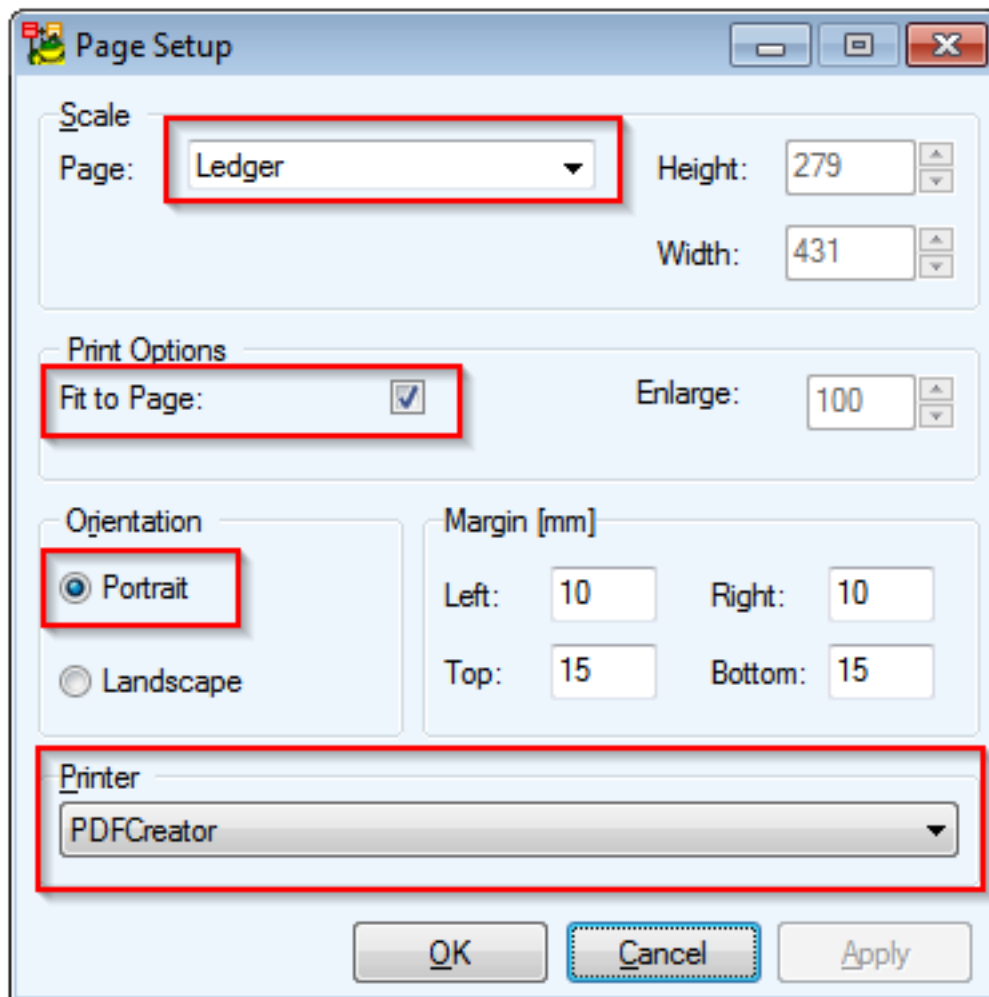 Page Setup
Scale
Page: Ledger Height: 279
Width: 431
Print Options
Fit to Page: Enlarge: 100
Orientation Margin [mm]
Portrait Left: 10 Right: 10
Landscape Top: 15 Bottom: 15
Printer
PDFCreator
OK Cancel Apply